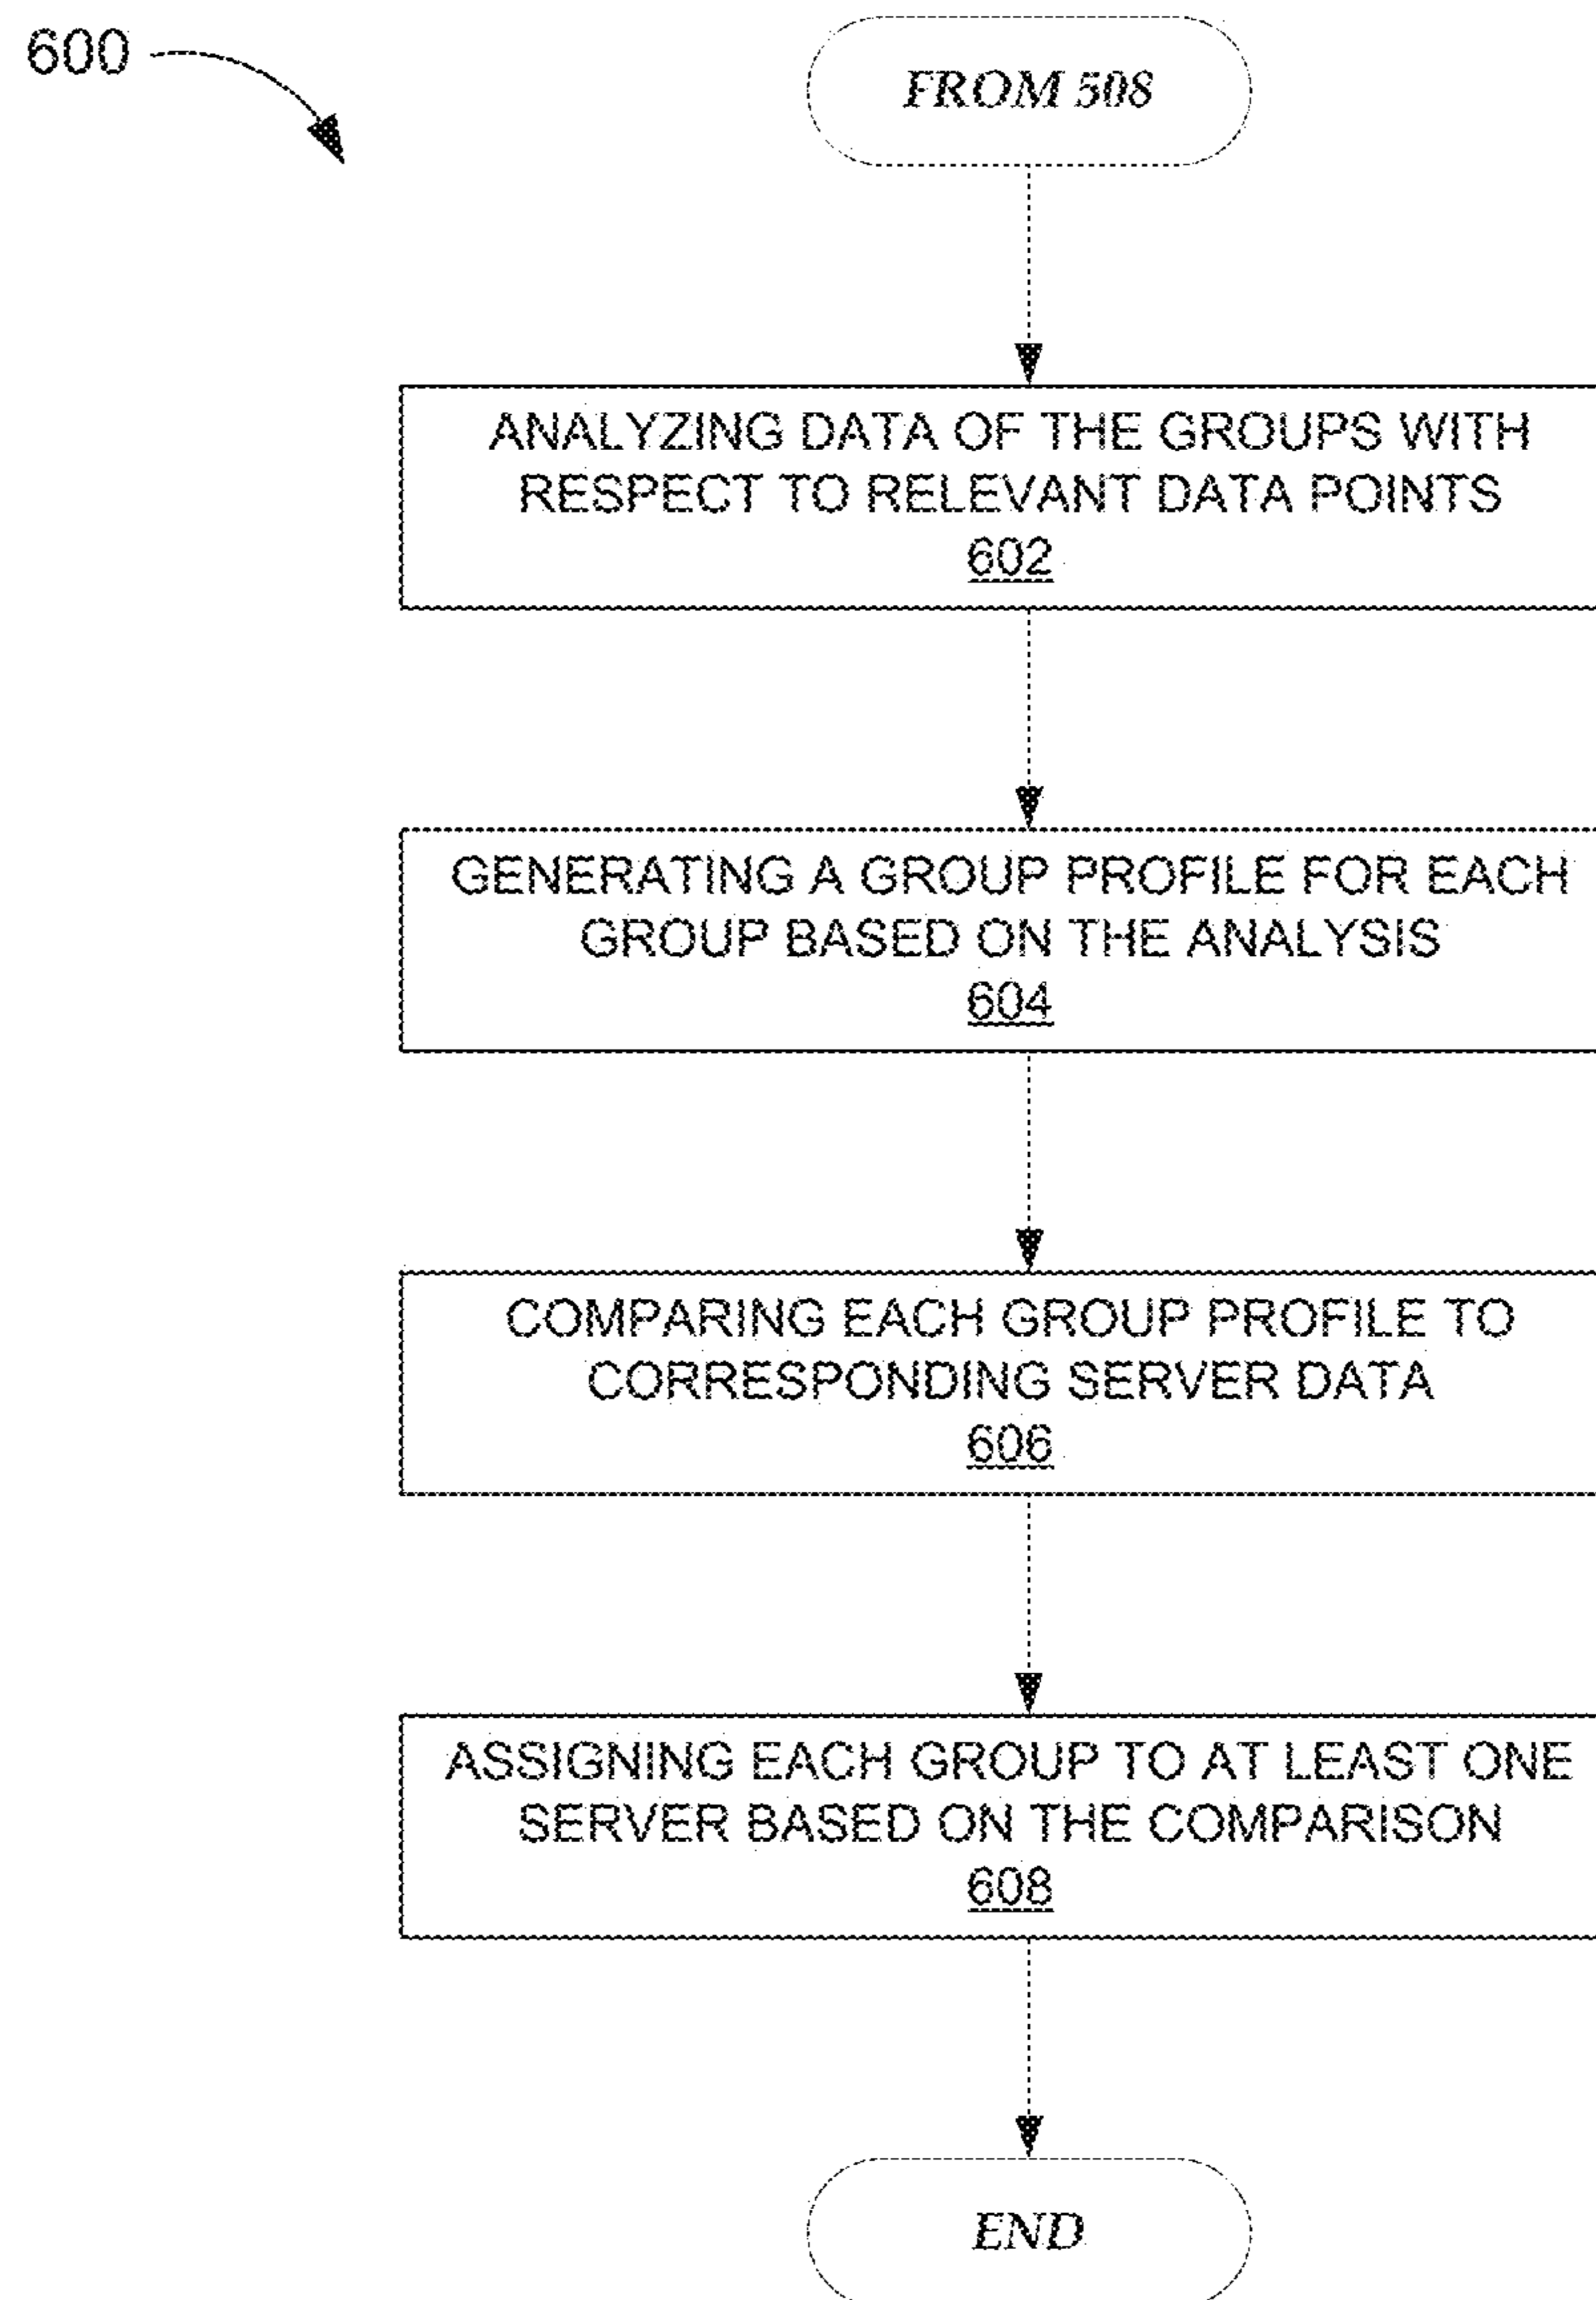 600
FROM 508
ANALYZING DATA OF THE GROUPS WITH
RESPECT TO RELEVANT DATA POINTS
602
GENERATING A GROUP PROFILE FOR EACH
GROUP BASED ON THE ANALYSIS
604
COMPARING EACH GROUP PROFILE TO
CORRESPONDING SERVER DATA
606
ASSIGNING EACH GROUP TO AT LEAST ONE
SERVER BASED ON THE COMPARISON
608
END